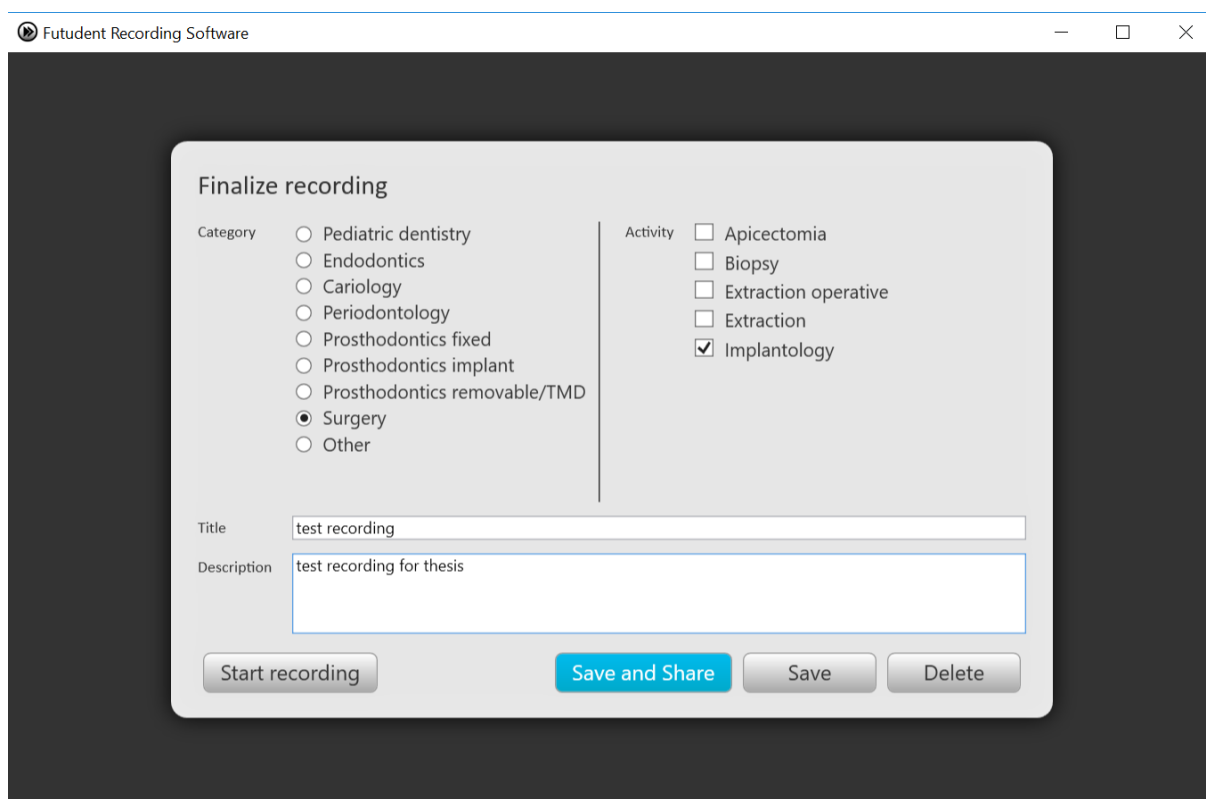 Futudent Recording Software
Finalize recording
Category
Pediatric dentistry
Endodontics
Cariology
Periodontology
Prosthodontics fixed
Prosthodontics implant
Prosthodontics removable/TMD
Surgery
Other
Activity
Apicectomia
Biopsy
Extraction operative
Extraction
Implantology
Title
test recording
Description
test recording for thesis
Start recording
Save and Share
Save
Delete